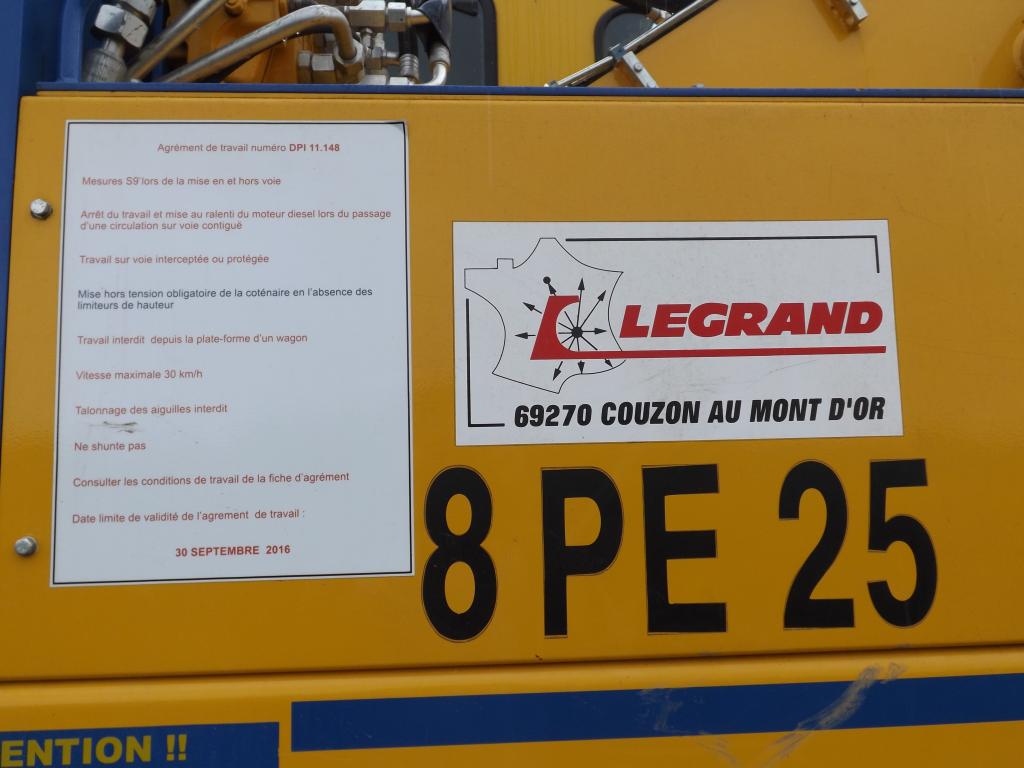 Agrément de travail numéro DPI 11.148
Mesures S9 lors de la mise en et hors voie
Arrêt du travail et mise au ralenti du moteur diesel lors du passage
d'une circulation sur voie contiguë
Travail sur voie interceptée ou protégée
Mise hors tension obligatoire de la coténaire en l'absence des
limiteurs de hauteur
Travail interdit depuis la plate-forme d'un wagon
Vitesse maximale 30 km/h
Talonnage des aiguilles interdit
Ne shunte pas
Consulter les conditions de travail de la fiche d'agrément
Date limite de validité de l'agrement de travail :
30 SEPTEMBRE 2016
LEGRAND
69270 COUZON AU MONT D'OR
8 PE 25
ENTION !!